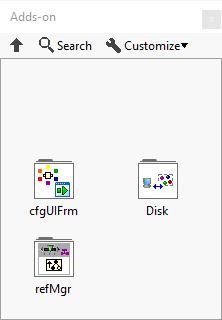 Adds-on
Search
Customize
cfgUIFrm
Disk
refMgr